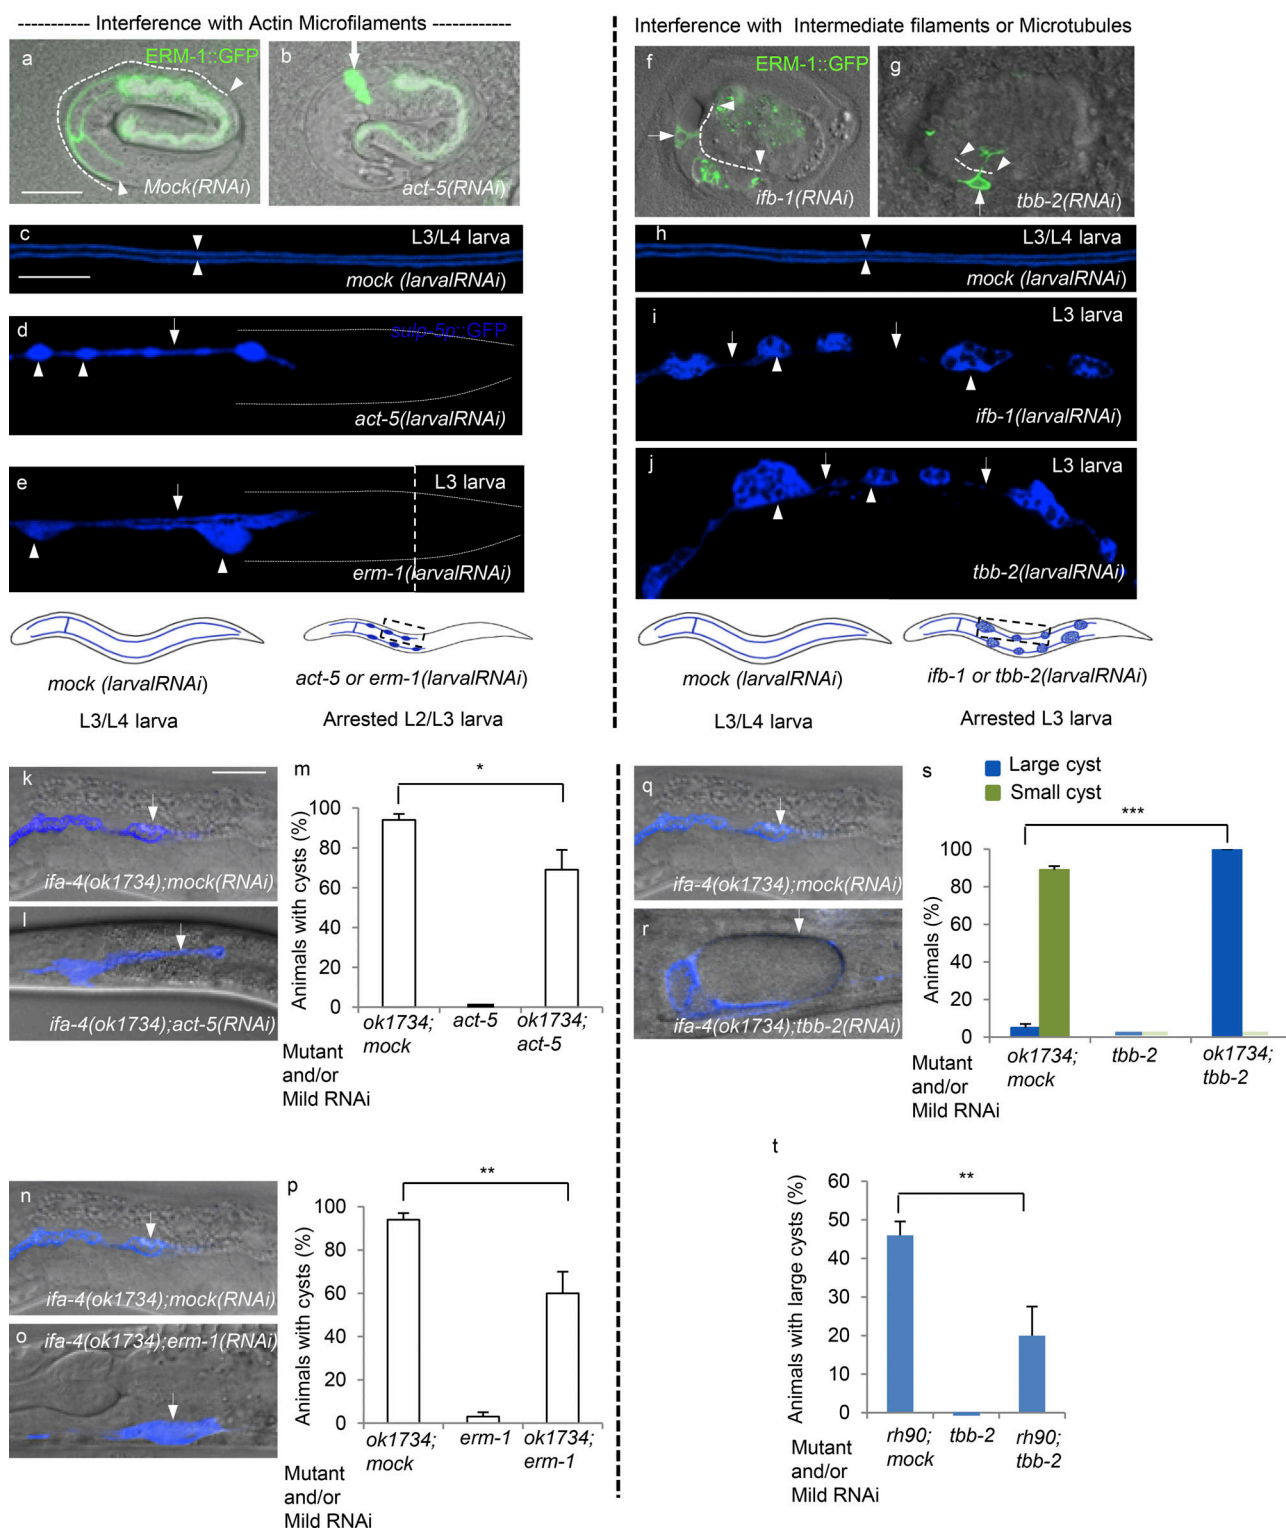 ----------- Interference with Actin Microfilaments -----------
a
ERM-1::GFP
Mock(RNAi)
b
act-5(RNAi)
c
L3/L4 larva
mock (larvalRNAi)
d
sulp-5p::GFP
act-5(larvalRNAi)
e
L3 larva
erm-1(larvalRNAi)
mock (larvalRNAi)
L3/L4 larva
act-5 or erm-1(larvalRNAi)
Arrested L2/L3 larva
Interference with Intermediate filaments or Microtubules
f
ERM-1::GFP
ifb-1(RNAi)
g
tbb-2(RNAi)
h
L3/L4 larva
mock (larvalRNAi)
i
L3 larva
ifb-1(larvalRNAi)
j
L3 larva
tbb-2(larvalRNAi)
mock (larvalRNAi)
L3/L4 larva
ifb-1 or tbb-2(larvalRNAi)
Arrested L3 larva
k
ifa-4(ok1734);mock(RNAi)
l
ifa-4(ok1734);act-5(RNAi)
m
*
Animals with cysts (%)
100
80
60
40
20
0
ok1734;
mock
act-5
ok1734;
act-5
Mutant
and/or
Mild RNAi
n
ifa-4(ok1734);mock(RNAi)
o
ifa-4(ok1734);erm-1(RNAi)
p
**
Animals with cysts (%)
100
80
60
40
20
0
ok1734;
mock
erm-1
ok1734;
erm-1
Mutant
and/or
Mild RNAi
q
ifa-4(ok1734);mock(RNAi)
r
ifa-4(ok1734);tbb-2(RNAi)
s
Large cyst
Small cyst
***
Animals (%)
100
80
60
40
20
0
ok1734;
mock
tbb-2
ok1734;
tbb-2
Mutant
and/or
Mild RNAi
t
**
Animals with large cysts (%)
60
50
40
30
20
10
0
rh90;
mock
tbb-2
rh90;
tbb-2
Mutant
and/or
Mild RNAi